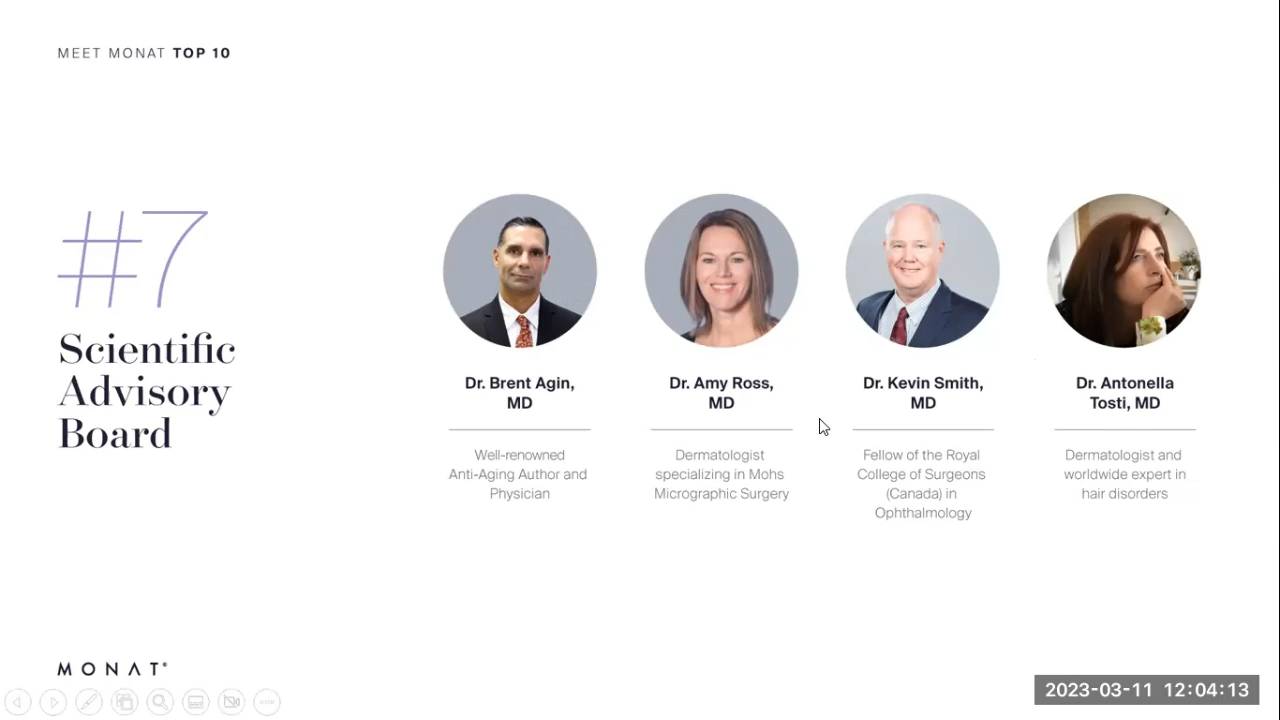 MEET MONAT TOP 10
#7
Scientific
Advisory
Board
Dr. Brent Agin,
MD
Well-renowned
Anti-Aging Author and
Physician
Dr. Amy Ross,
MD
Dermatologist
specializing in Mohs
Micrographic Surgery
Dr. Kevin Smith,
MD
Fellow of the Royal
College of Surgeons
(Canada) in
Ophthalmology
Dr. Antonella
Tosti, MD
Dermatologist and
worldwide expert in
hair disorders
MONAT®
2023-03-11 12:04:13